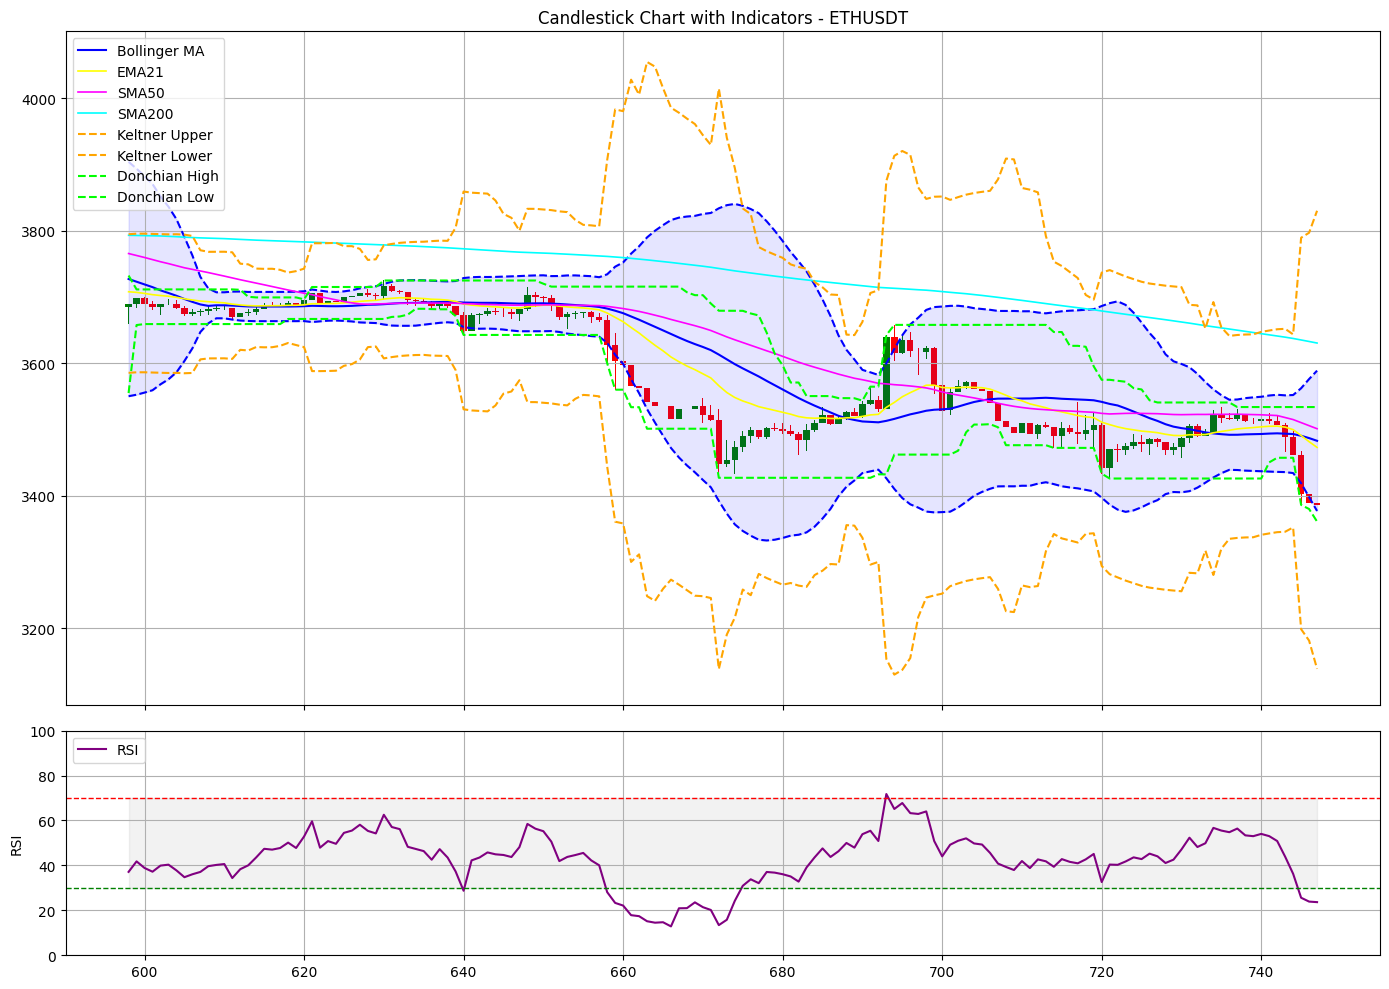 Candlestick Chart with Indicators - ETHUSDT
Bollinger MA
EMA21
SMA50
SMA200
Keltner Upper
Keltner Lower
Donchian High
Donchian Low
4000
3800
3600
3400
3200
RSI
100
80
60
40
20
0
RSI
600
620
640
660
680
700
720
740